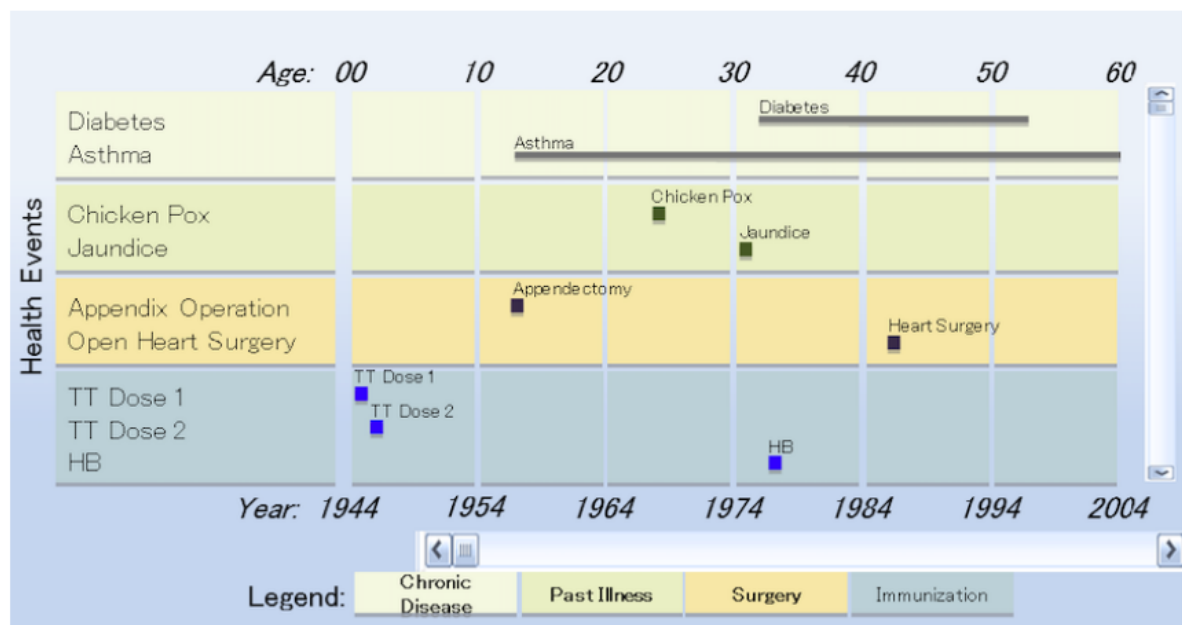 Age: 00 10 20 30 40 50 60
Diabetes
Diabetes
Asthma
Asthma
Chicken Pox
Chicken Pox
Jaundice
Jaundice
Appendectomy
Appendix Operation
Heart Surgery
Open Heart Surgery
TT Dose 1
TT Dose 1
TT Dose 2
TT Dose 2
HB
HB
Health Events
Year: 1944 1954 1964 1974 1984 1994 2004
Legend:
Chronic
Disease
Past Illness
Surgery
Immunization